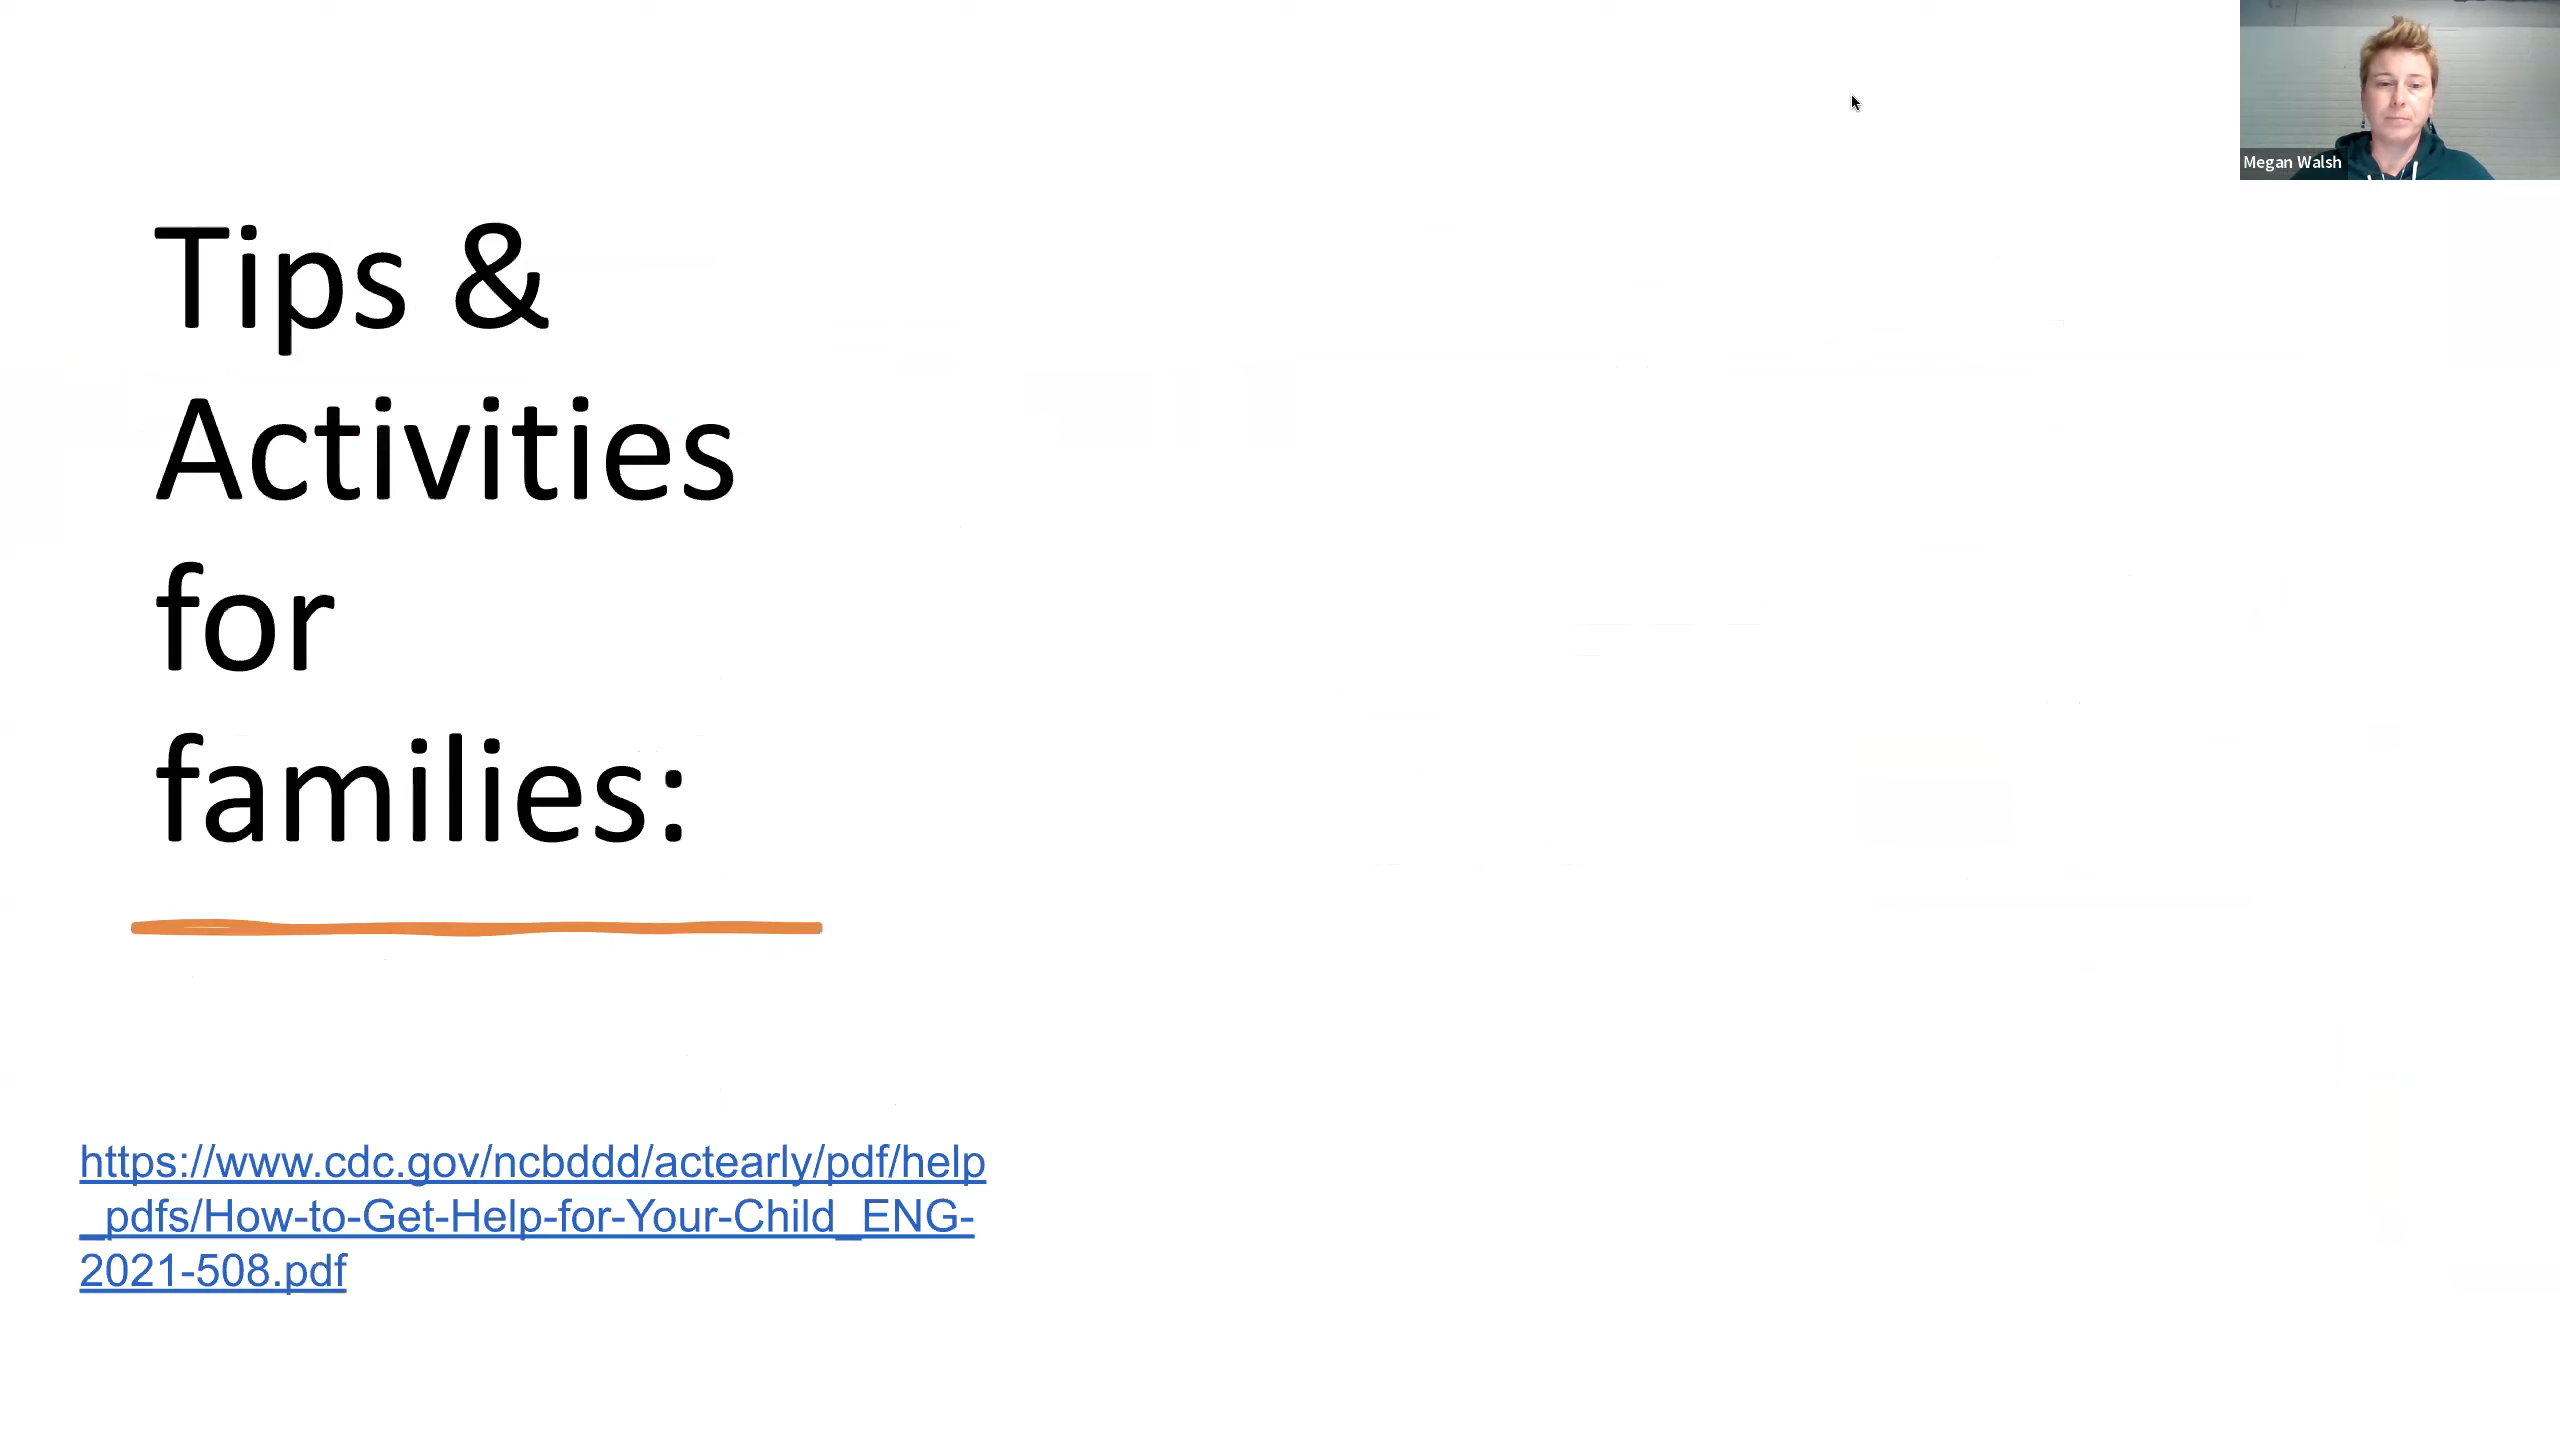 Tips &
Activities
for
families:
https://www.cdc.gov/ncbddd/actearly/pdf/help
_pdfs/How-to-Get-Help-for-Your-Child_ENG-
2021-508.pdf
Megan Walsh